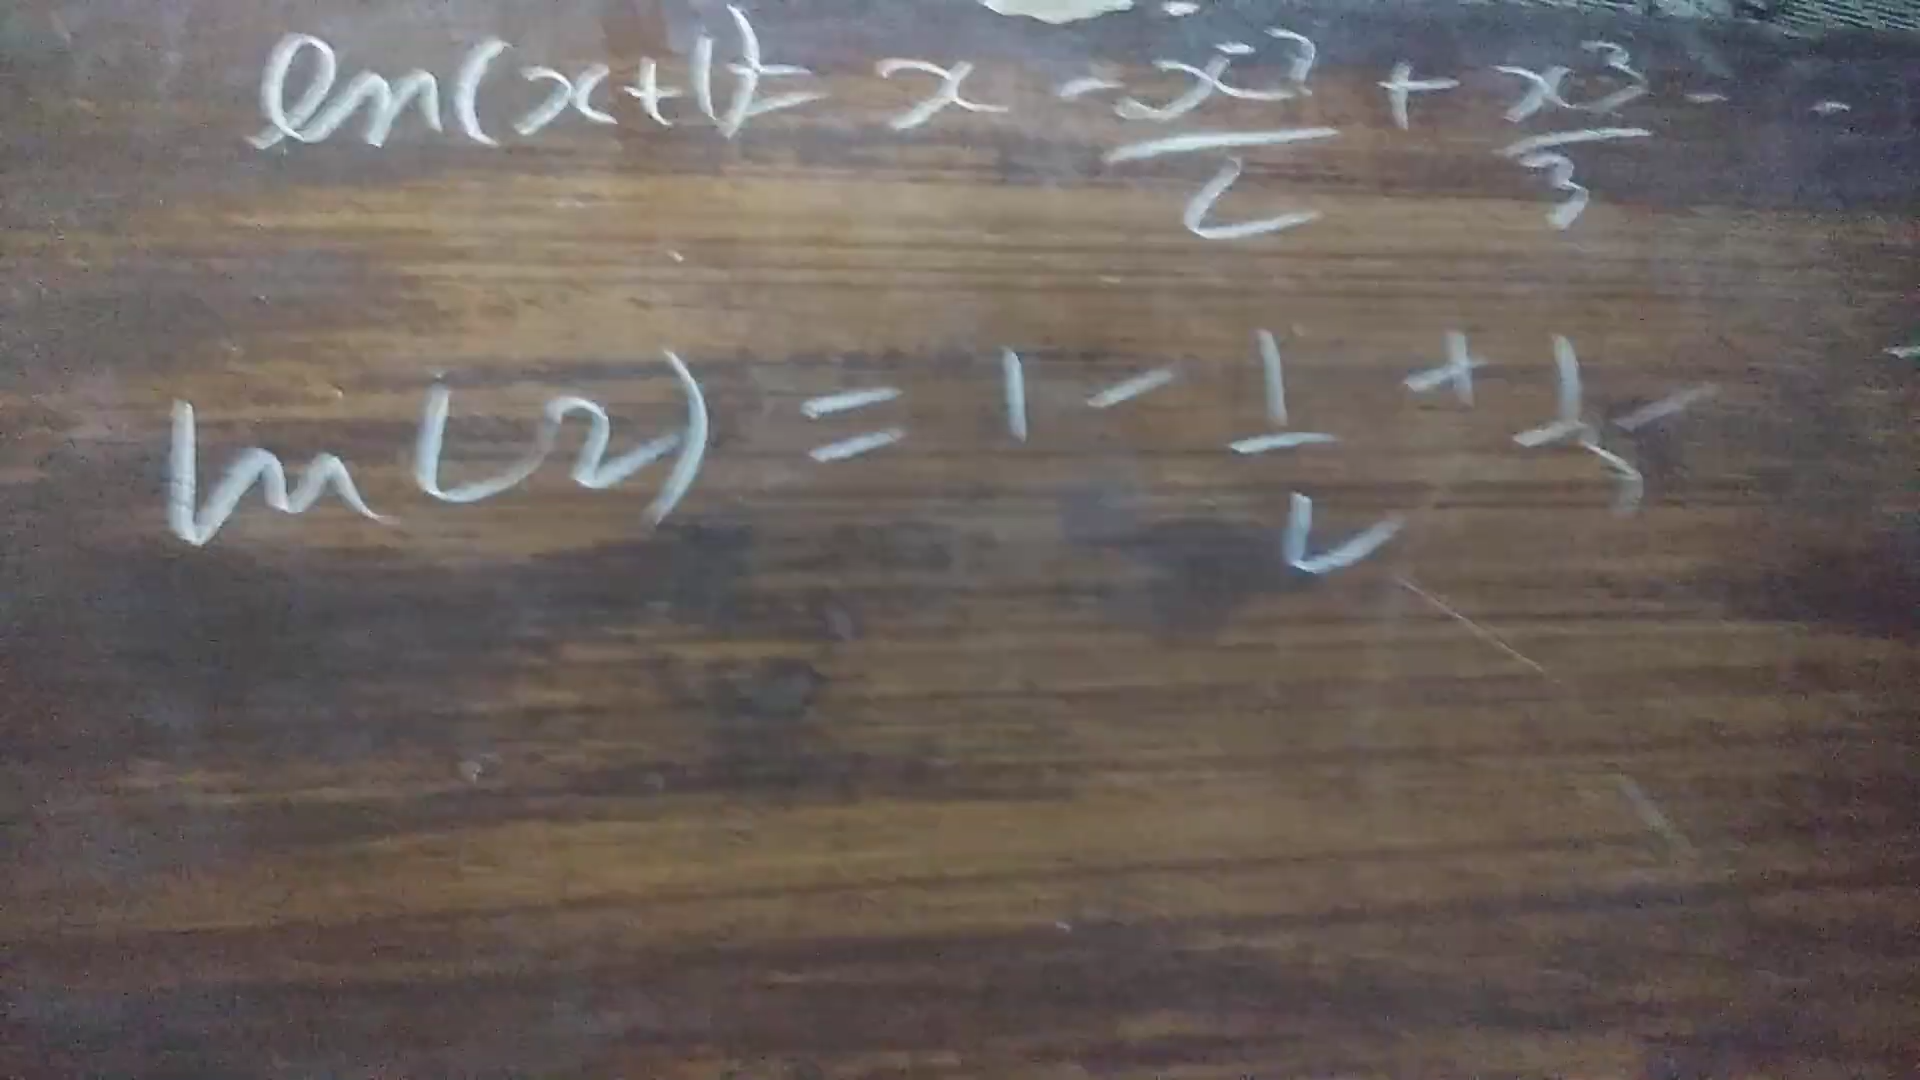 ln(x+1)= x - x²/2 + x³/3 - -
ln(2) = 1 - 1/2 + 1/3 - -